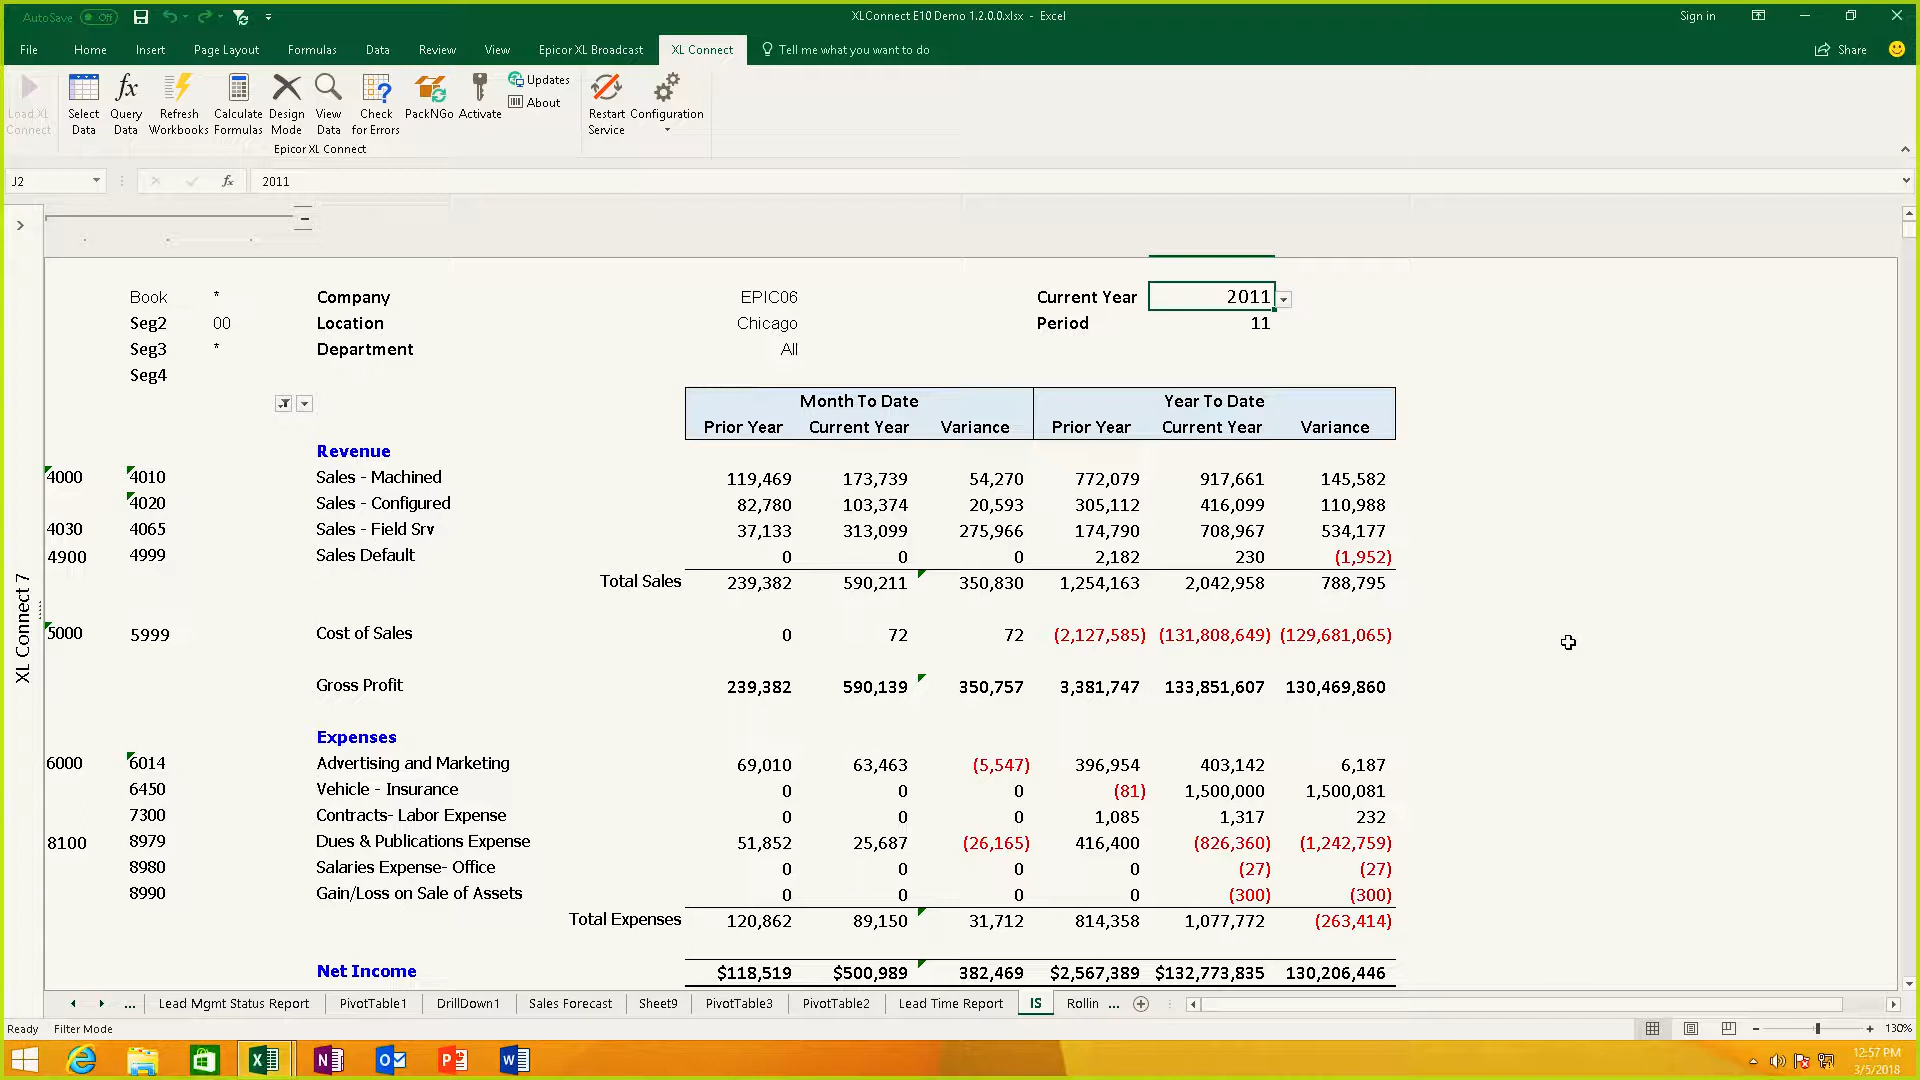 AutoSave Off
XLConnect E10 Demo 1.2.0.0.xlsx - Excel
Sign in
File Home Insert Page Layout Formulas Data Review View Epicor XL Broadcast XL Connect Tell me what you want to do Share
Load XL Connect
Select Data
Query Data
Refresh Workbooks
Calculate Formulas
Design Mode
View Data
Check for Errors
PackNGo
Activate
Updates
About
Restart Service
Configuration
Epicor XL Connect
J2 fx 2011
XL Connect 7
Book * Company EPIC06 Current Year 2011
Seg2 00 Location Chicago Period 11
Seg3 * Department All
Seg4
Month To Date Year To Date
Prior Year Current Year Variance Prior Year Current Year Variance
Revenue
4000 4010 Sales - Machined 119,469 173,739 54,270 772,079 917,661 145,582
4020 Sales - Configured 82,780 103,374 20,593 305,112 416,099 110,988
4030 4065 Sales - Field Srv 37,133 313,099 275,966 174,790 708,967 534,177
4900 4999 Sales Default 0 0 0 2,182 230 (1,952)
Total Sales 239,382 590,211 350,830 1,254,163 2,042,958 788,795
5000 5999 Cost of Sales 0 72 72 (2,127,585) (131,808,649) (129,681,065)
Gross Profit 239,382 590,139 350,757 3,381,747 133,851,607 130,469,860
Expenses
6000 6014 Advertising and Marketing 69,010 63,463 (5,547) 396,954 403,142 6,187
6450 Vehicle - Insurance 0 0 0 (81) 1,500,000 1,500,081
7300 Contracts- Labor Expense 0 0 0 1,085 1,317 232
8100 8979 Dues & Publications Expense 51,852 25,687 (26,165) 416,400 (826,360) (1,242,759)
8980 Salaries Expense- Office 0 0 0 0 (27) (27)
8990 Gain/Loss on Sale of Assets 0 0 0 0 (300) (300)
Total Expenses 120,862 89,150 31,712 814,358 1,077,772 (263,414)
Net Income $118,519 $500,989 382,469 $2,567,389 $132,773,835 130,206,446
... Lead Mgmt Status Report PivotTable1 DrillDown1 Sales Forecast Sheet9 PivotTable3 PivotTable2 Lead Time Report IS Rollin ...
Ready Filter Mode 130%
12:57 PM
3/5/2018